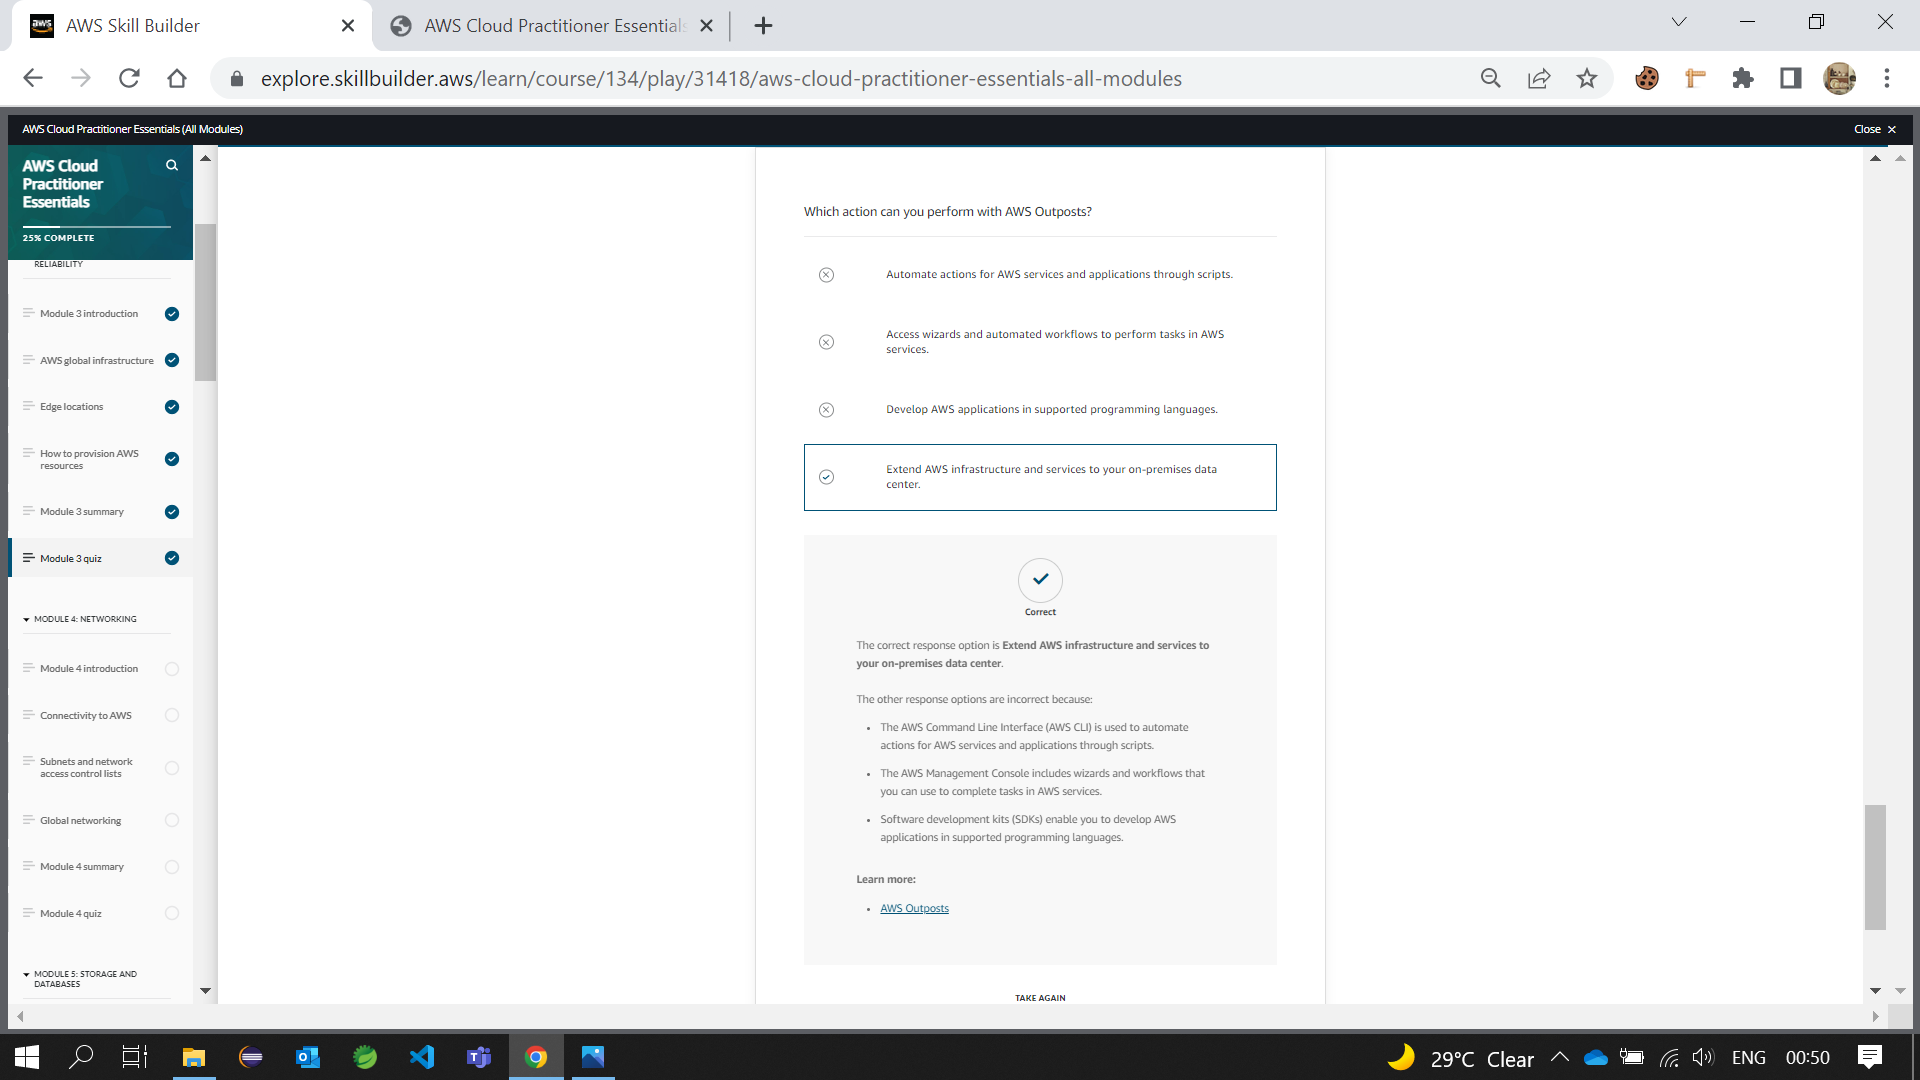 AWS Skill Builder
AWS Cloud Practitioner Essentials
explore.skillbuilder.aws/learn/course/134/play/31418/aws-cloud-practitioner-essentials-all-modules
AWS Cloud Practitioner Essentials (All Modules)
Close
AWS Cloud
Practitioner
Essentials
25% COMPLETE
RELIABILITY
Module 3 introduction
AWS global infrastructure
Edge locations
How to provision AWS
resources
Module 3 summary
Module 3 quiz
MODULE 4: NETWORKING
Module 4 introduction
Connectivity to AWS
Subnets and network
access control lists
Global networking
Module 4 summary
Module 4 quiz
MODULE 5: STORAGE AND
DATABASES
Which action can you perform with AWS Outposts?
Automate actions for AWS services and applications through scripts.
Access wizards and automated workflows to perform tasks in AWS
services.
Develop AWS applications in supported programming languages.
Extend AWS infrastructure and services to your on-premises data
center.
Correct
The correct response option is Extend AWS infrastructure and services to
your on-premises data center.
The other response options are incorrect because:
• The AWS Command Line Interface (AWS CLI) is used to automate
actions for AWS services and applications through scripts.
• The AWS Management Console includes wizards and workflows that
you can use to complete tasks in AWS services.
• Software development kits (SDKs) enable you to develop AWS
applications in supported programming languages.
Learn more:
• AWS Outposts
TAKE AGAIN
29°C Clear
ENG
00:50